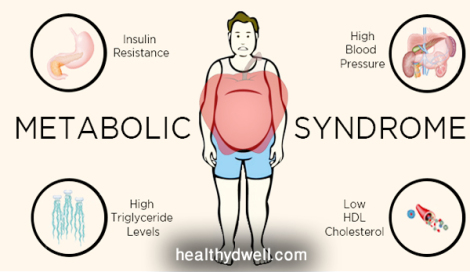 Insulin
Resistance
High
Blood
Pressure
METABOLIC SYNDROME
High
Triglyceride
Levels
Low
HDL
Cholesterol
healthydwell.com